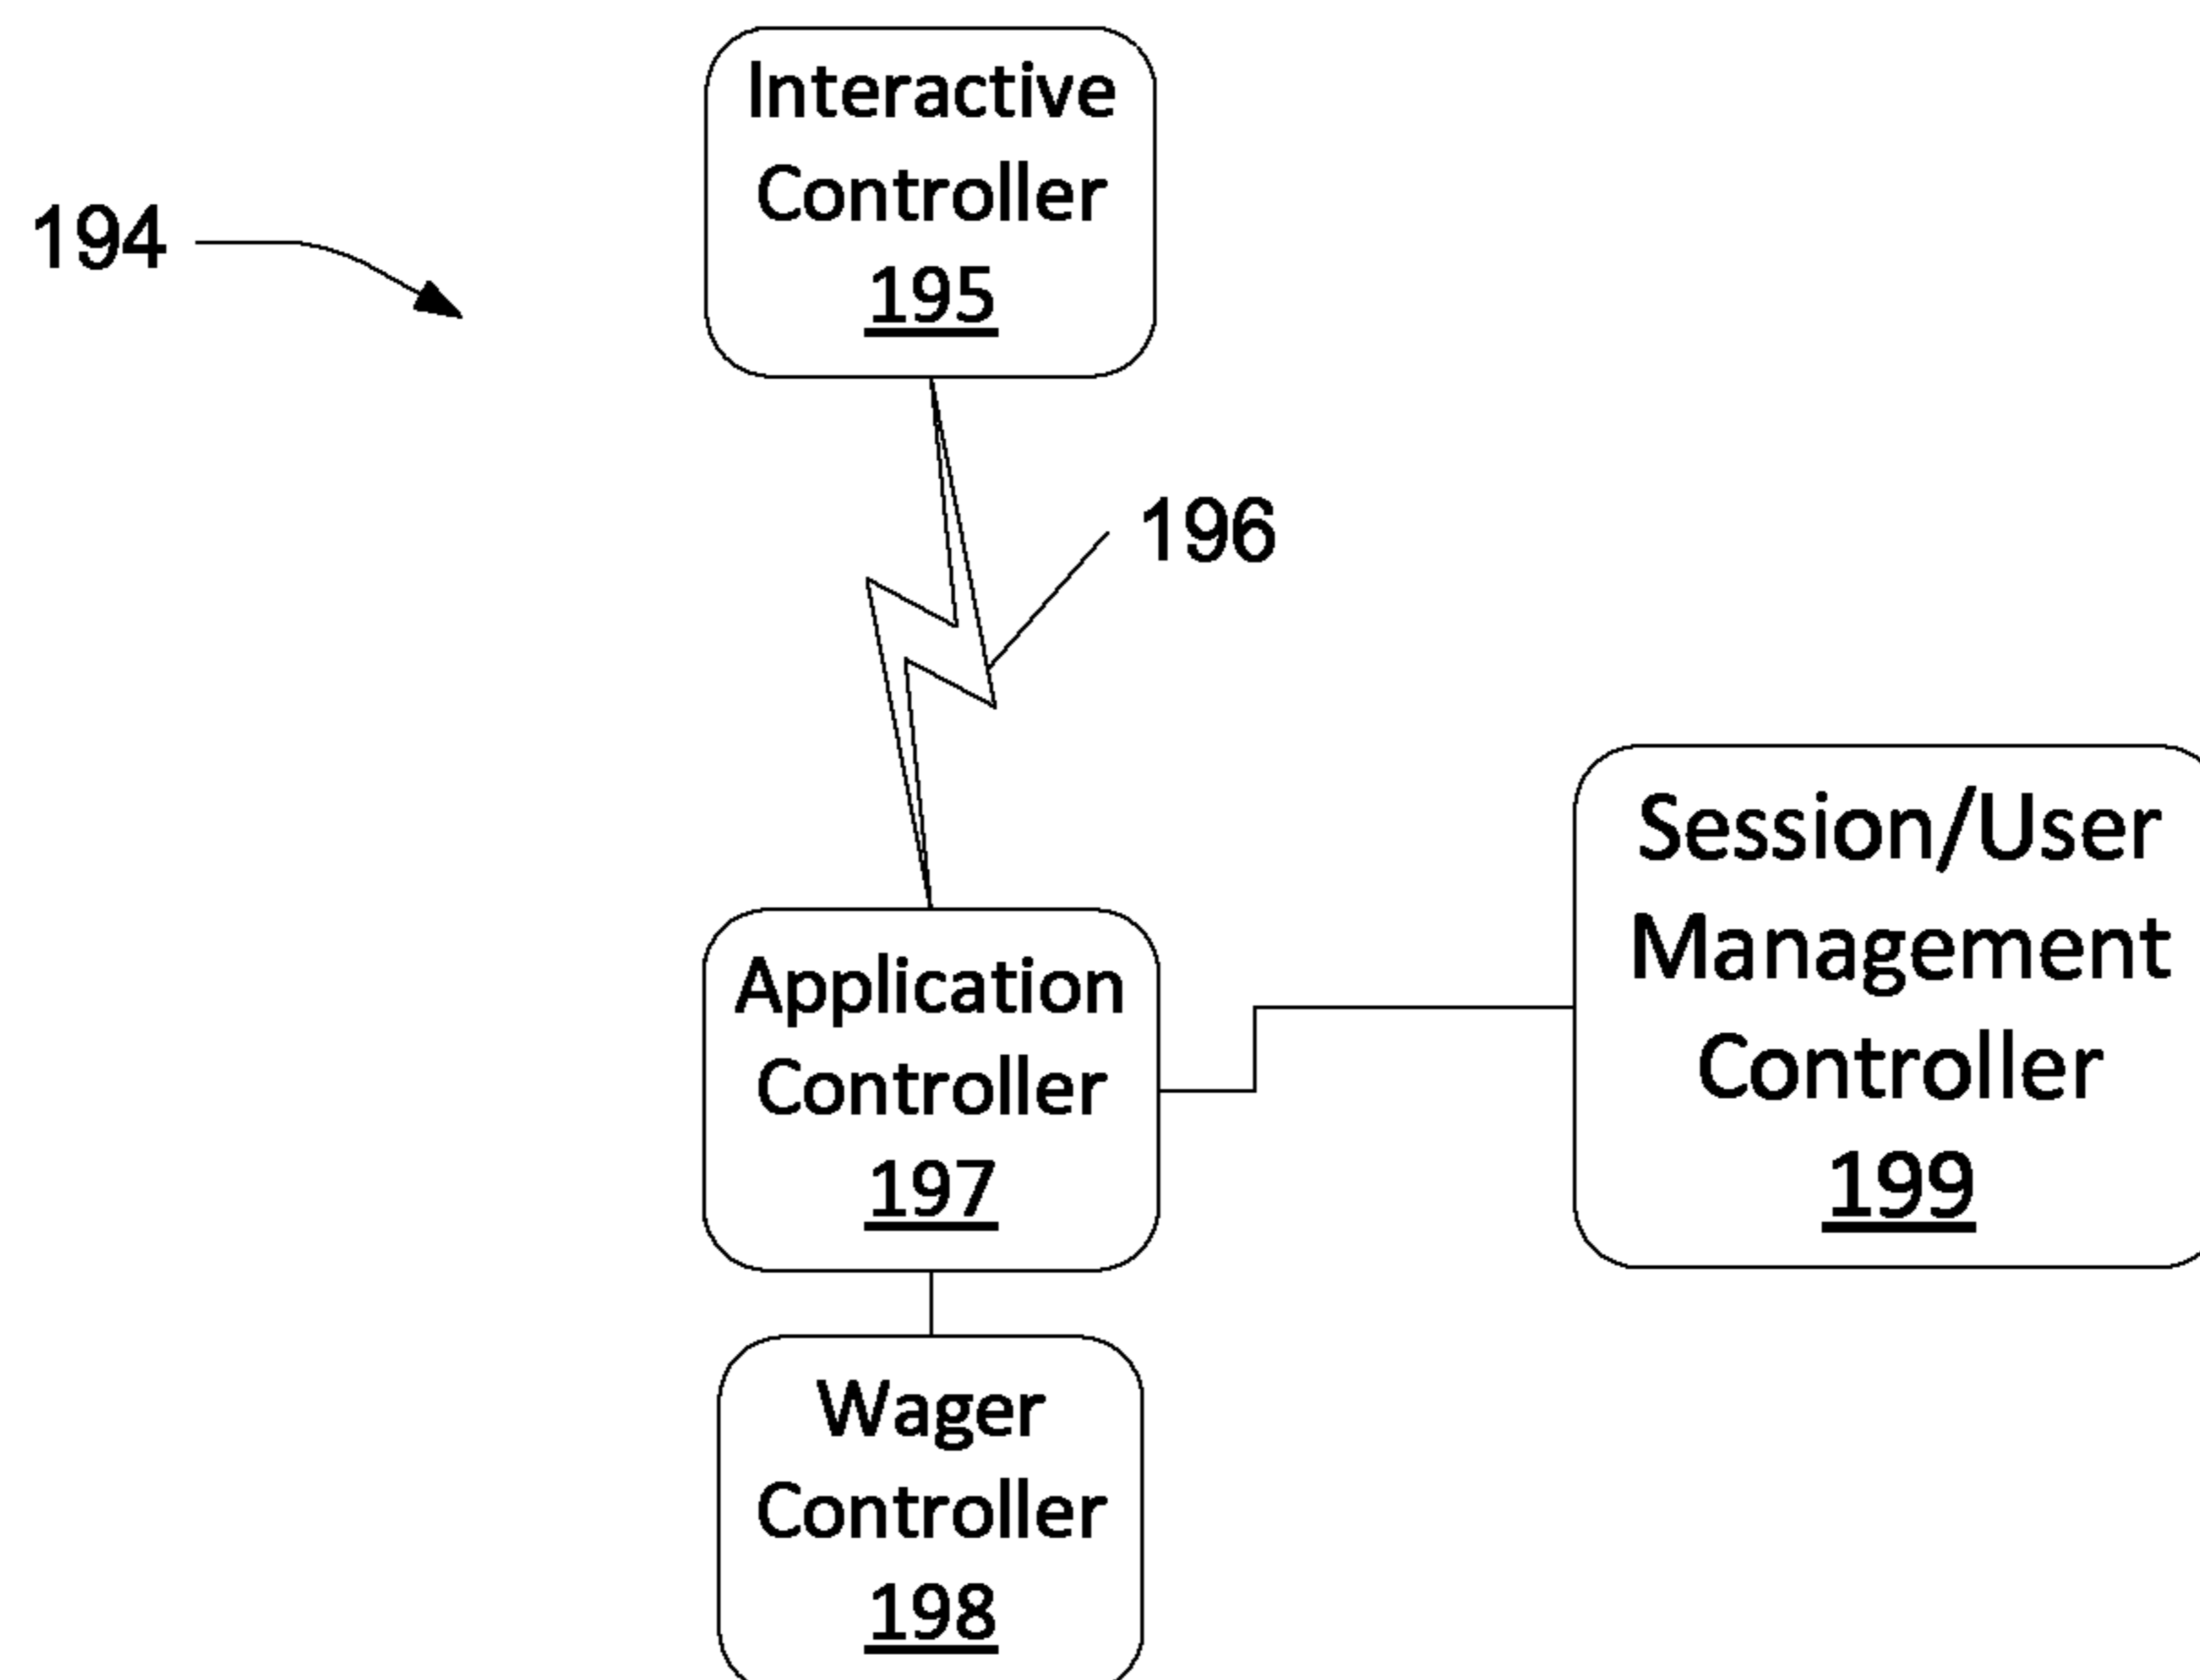 Interactive
Controller
195
194
196
Session/User
Management
Controller
199
Application
Controller
197
Wager
Controller
198